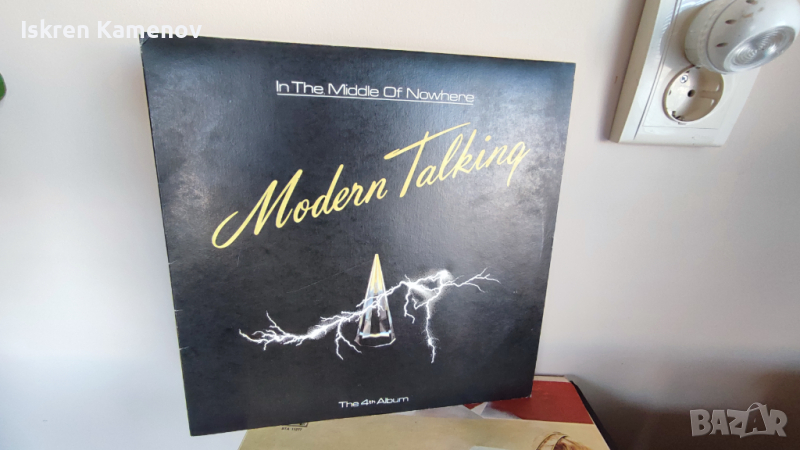 Iskren Kamenov
In The Middle Of Nowhere
Modern Talking
The 4th Album
BAZAR